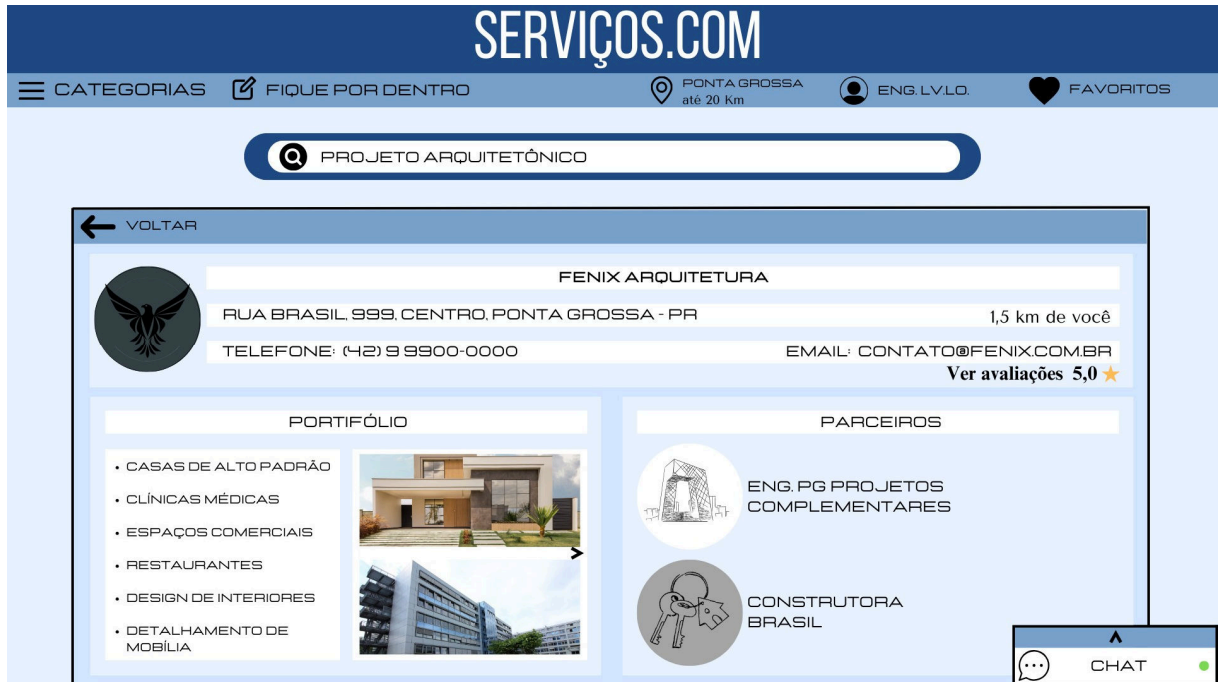 SERVIÇOS.COM
CATEGORIAS
FIQUE POR DENTRO
PONTA GROSSA
até 20 Km
ENG. LV.LO.
FAVORITOS
PROJETO ARQUITETÔNICO
VOLTAR
FENIX ARQUITETURA
RUA BRASIL, 999, CENTRO, PONTA GROSSA - PR
1,5 km de você
TELEFONE: (42) 9 9900-0000
EMAIL: CONTATO@FENIX.COM.BR
Ver avaliações 5,0
PORTIFÓLIO
• CASAS DE ALTO PADRÃO
• CLÍNICAS MÉDICAS
• ESPAÇOS COMERCIAIS
• RESTAURANTES
• DESIGN DE INTERIORES
• DETALHAMENTO DE
MOBÍLIA
PARCEIROS
ENG. PG PROJETOS
COMPLEMENTARES
CONSTRUTORA
BRASIL
CHAT